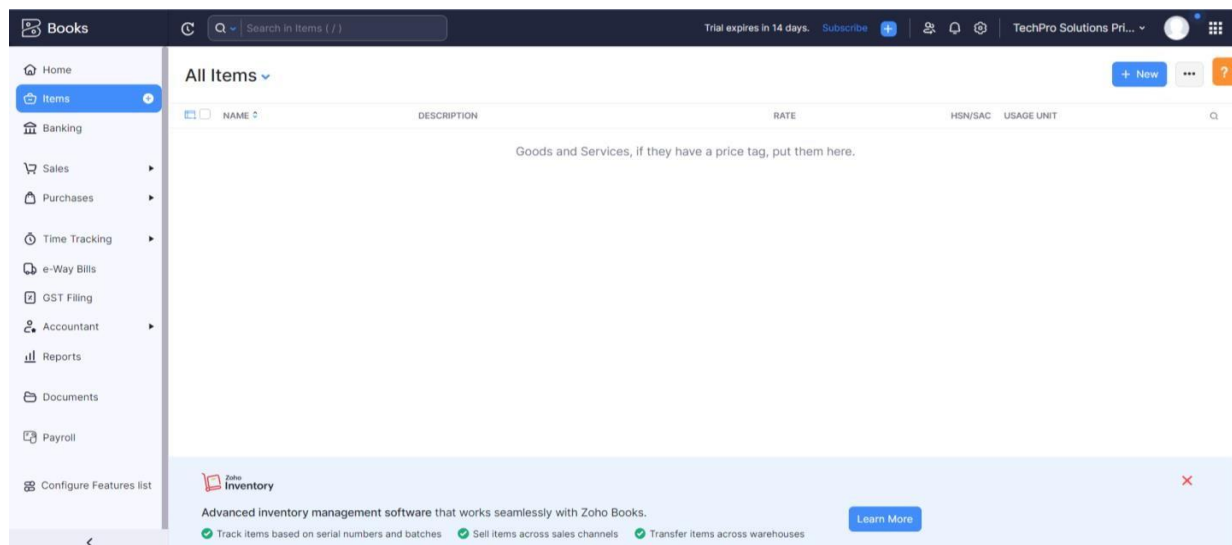 Books
Search in Items ( / )
Trial expires in 14 days. Subscribe
TechPro Solutions Pri...
Home
Items
Banking
Sales
Purchases
Time Tracking
e-Way Bills
GST Filing
Accountant
Reports
Documents
Payroll
Configure Features list
All Items
+ New
?
NAME DESCRIPTION RATE HSN/SAC USAGE UNIT
Goods and Services, if they have a price tag, put them here.
Zoho
Inventory
Advanced inventory management software that works seamlessly with Zoho Books.
Track items based on serial numbers and batches Sell items across sales channels Transfer items across warehouses
Learn More